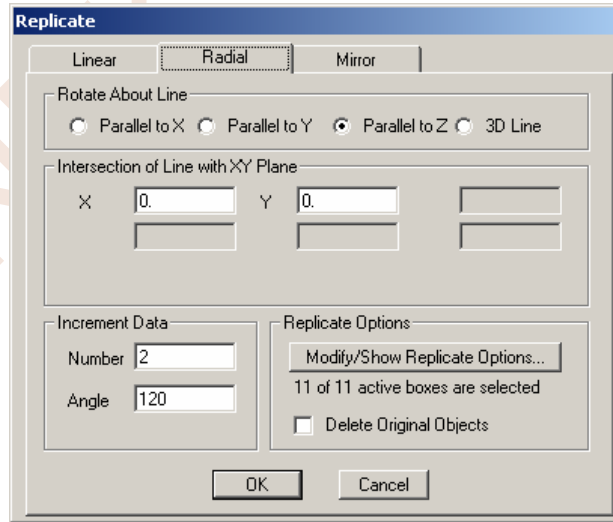 Replicate
Linear Radial Mirror
Rotate About Line
Parallel to X Parallel to Y Parallel to Z 3D Line
Intersection of Line with XY Plane
X 0. Y 0.
Increment Data
Number 2
Angle 120
Replicate Options
Modify/Show Replicate Options...
11 of 11 active boxes are selected
Delete Original Objects
OK Cancel